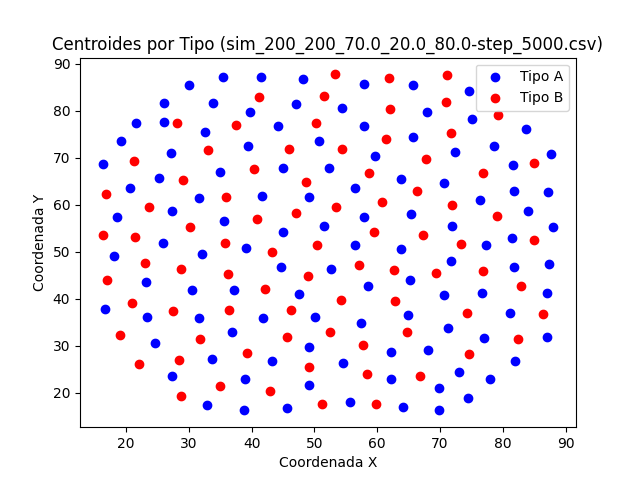 Centroides por Tipo (sim_200_200_70.0_20.0_80.0-step_5000.csv)
Tipo A
Tipo B
Coordenada Y
90
80
70
60
50
40
30
20
20 30 40 50 60 70 80 90
Coordenada X